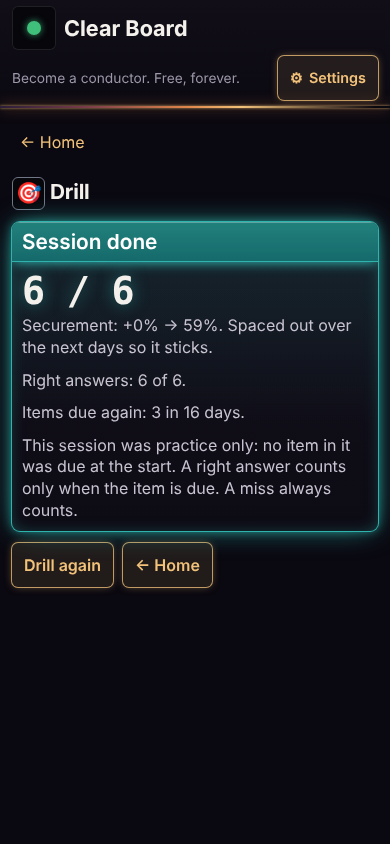 Clear Board
Become a conductor. Free, forever.
⚙ Settings
← Home
🎯 Drill
Session done
6 / 6
Securement: +0% → 59%. Spaced out over
the next days so it sticks.
Right answers: 6 of 6.
Items due again: 3 in 16 days.
This session was practice only: no item in it
was due at the start. A right answer counts
only when the item is due. A miss always
counts.
Drill again
← Home